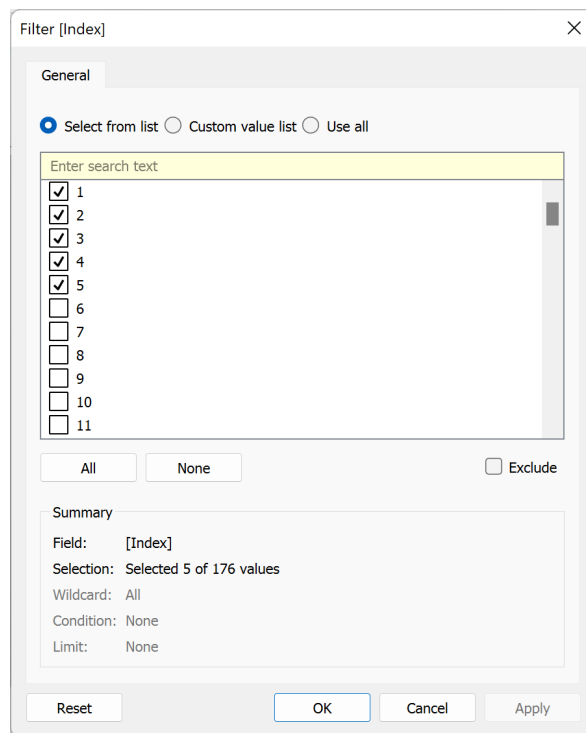 Filter [Index]
General
Select from list Custom value list Use all
Enter search text
1
2
3
4
5
6
7
8
9
10
11
All None Exclude
Summary
Field: [Index]
Selection: Selected 5 of 176 values
Wildcard: All
Condition: None
Limit: None
Reset OK Cancel Apply